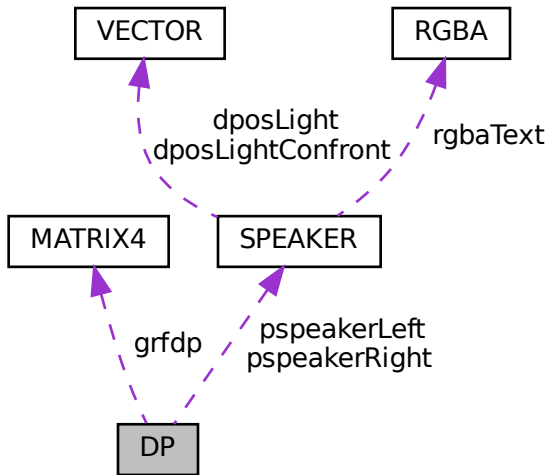 VECTOR
RGBA
dposLight
dposLightConfront
rgbaText
MATRIX4
SPEAKER
grfdp
pspeakerLeft
pspeakerRight
DP